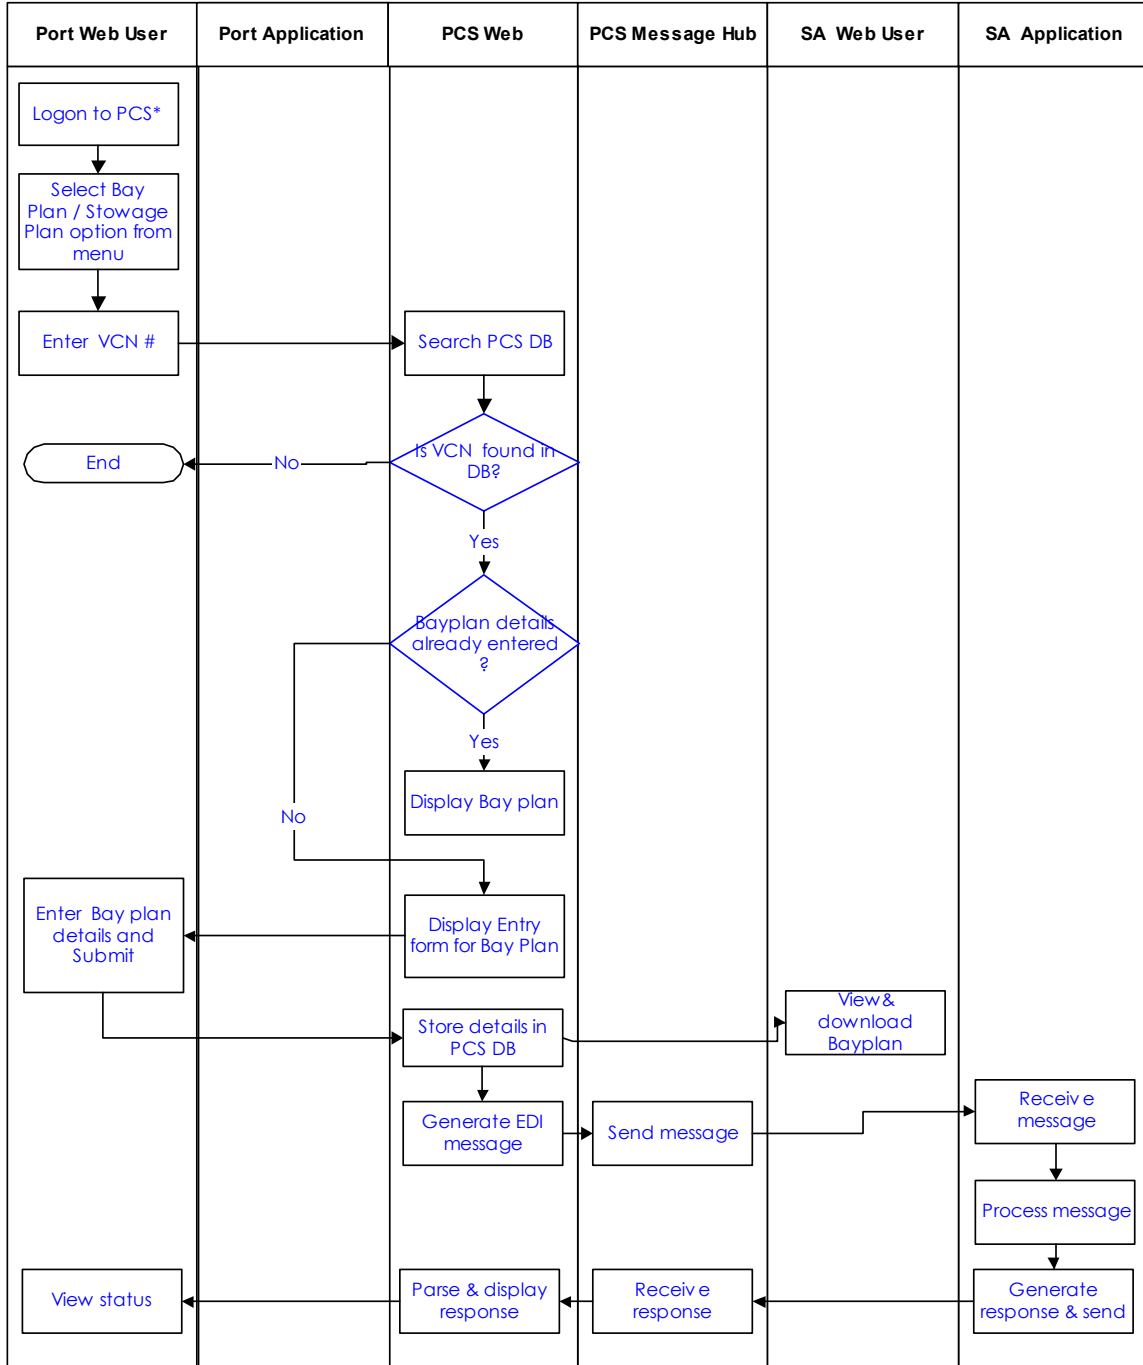 Port Web User
Port Application
PCS Web
PCS Message Hub
SA Web User
SA Application
Logon to PCS*
Select Bay
Plan / Stowage
Plan option from
menu
Enter VCN #
Search PCS DB
Is VCN found in
DB?
No
End
Yes
Bayplan details
already entered
?
Yes
Display Bay plan
No
Enter Bay plan
details and
Submit
Display Entry
form for Bay Plan
Store details in
PCS DB
View&
download
Bayplan
Generate EDI
message
Send message
Receive
message
Process message
Generate
response & send
Receive
response
Parse & display
response
View status